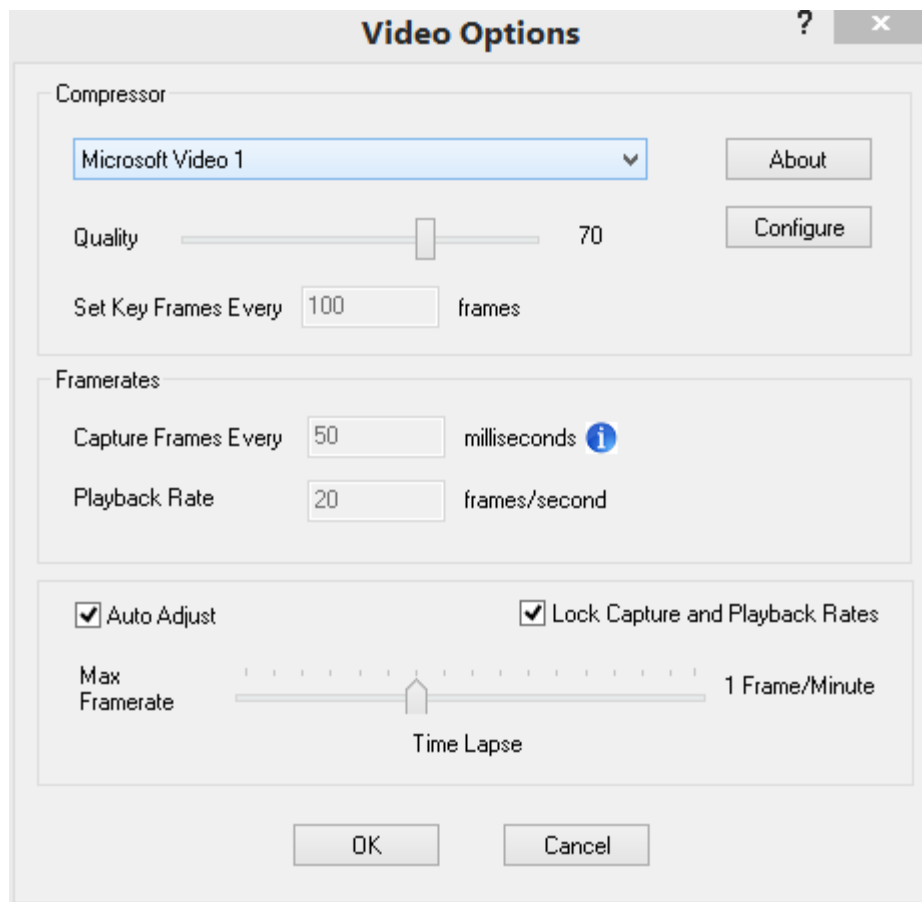 Video Options
?
Compressor
Microsoft Video 1
About
Quality
70
Configure
Set Key Frames Every 100 frames
Framerates
Capture Frames Every 50 milliseconds
Playback Rate 20 frames/second
Auto Adjust
Lock Capture and Playback Rates
Max
Framerate
1 Frame/Minute
Time Lapse
OK
Cancel